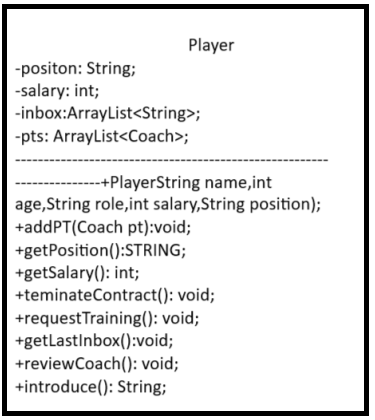 Player
-positon: String;
-salary: int;
-inbox:ArrayList<String>;
-pts: ArrayList<Coach>;
--------------------------------------------------------
---------------+PlayerString name,int
age,String role,int salary,String position);
+addPT(Coach pt):void;
+getPosition():STRING;
+getSalary(): int;
+teminateContract(): void;
+requestTraining(): void;
+getLastInbox():void;
+reviewCoach(): void;
+introduce(): String;